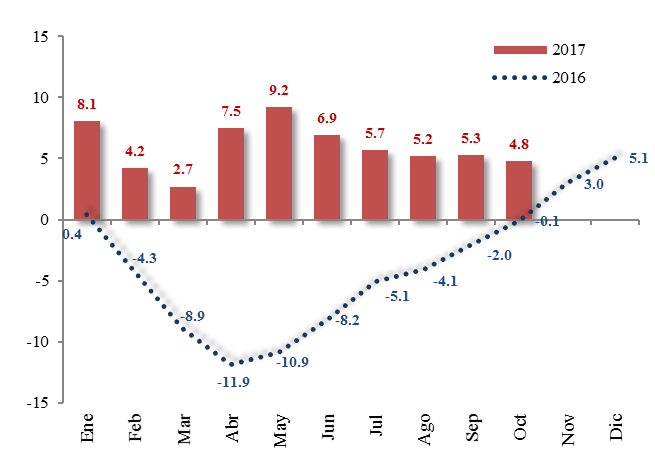 15
10
5
0
-5
-10
-15
2017
2016
8.1
4.2
2.7
7.5
9.2
6.9
5.7
5.2
5.3
4.8
0.4
-4.3
-8.9
-11.9
-10.9
-8.2
-5.1
-4.1
-2.0
-0.1
3.0
5.1
Ene
Feb
Mar
Abr
May
Jun
Jul
Ago
Sep
Oct
Nov
Dic